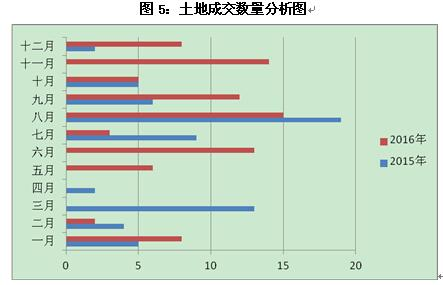 图 5：土地成交数量分析图
十二月
十一月
十月
九月
八月
七月
六月
五月
四月
三月
二月
一月
0 5 10 15 20
2016年
2015年